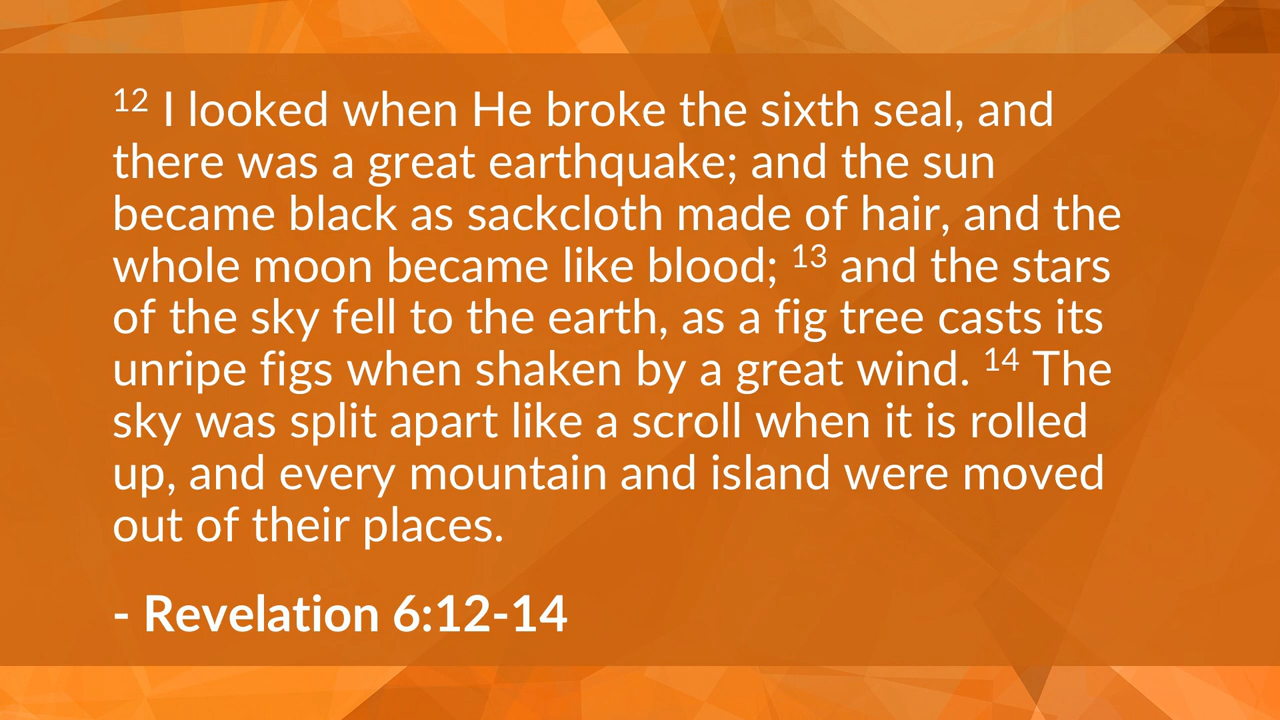 12 I looked when He broke the sixth seal, and
there was a great earthquake; and the sun
became black as sackcloth made of hair, and the
whole moon became like blood; 13 and the stars
of the sky fell to the earth, as a fig tree casts its
unripe figs when shaken by a great wind. 14 The
sky was split apart like a scroll when it is rolled
up, and every mountain and island were moved
out of their places.
- Revelation 6:12-14